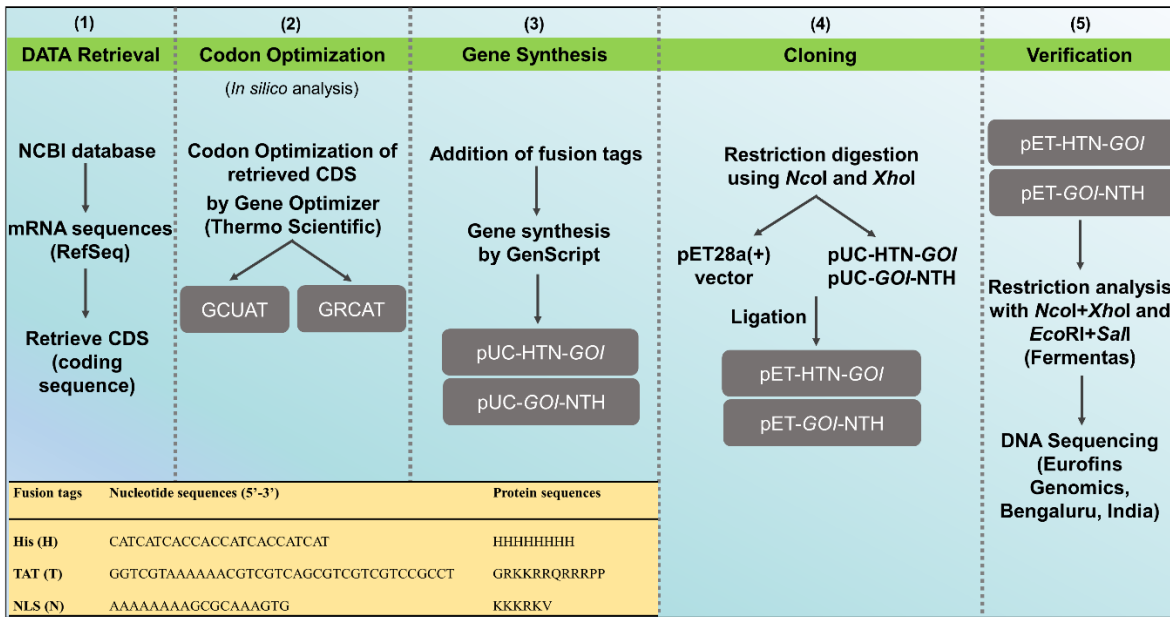 (1)
DATA Retrieval
NCBI database
mRNA sequences
(RefSeq)
Retrieve CDS
(coding
sequence)
(2)
Codon Optimization
(In silico analysis)
Codon Optimization of
retrieved CDS
by Gene Optimizer
(Thermo Scientific)
GCUAT
GRCAT
(3)
Gene Synthesis
Addition of fusion tags
Gene synthesis
by GenScript
pUC-HTN-GOI
pUC-GOI-NTH
(4)
Cloning
Restriction digestion
using NcoI and XhoI
pET28a(+)
vector
pUC-HTN-GOI
pUC-GOI-NTH
Ligation
pET-HTN-GOI
pET-GOI-NTH
(5)
Verification
pET-HTN-GOI
pET-GOI-NTH
Restriction analysis
with NcoI+XhoI and
EcoRI+SalI
(Fermentas)
DNA Sequencing
(Eurofins
Genomics,
Bengaluru, India)
Fusion tags Nucleotide sequences (5’-3’) Protein sequences
His (H) CATCATCACCACCATCACCATCAT HHHHHHHH
TAT (T) GGTCGTAAAAAACGTCGTCAGCGTCGTCGTCCGCCT GRKKRRQRRRPP
NLS (N) AAAAAAAAGCGCAAAGTG KKKRKV